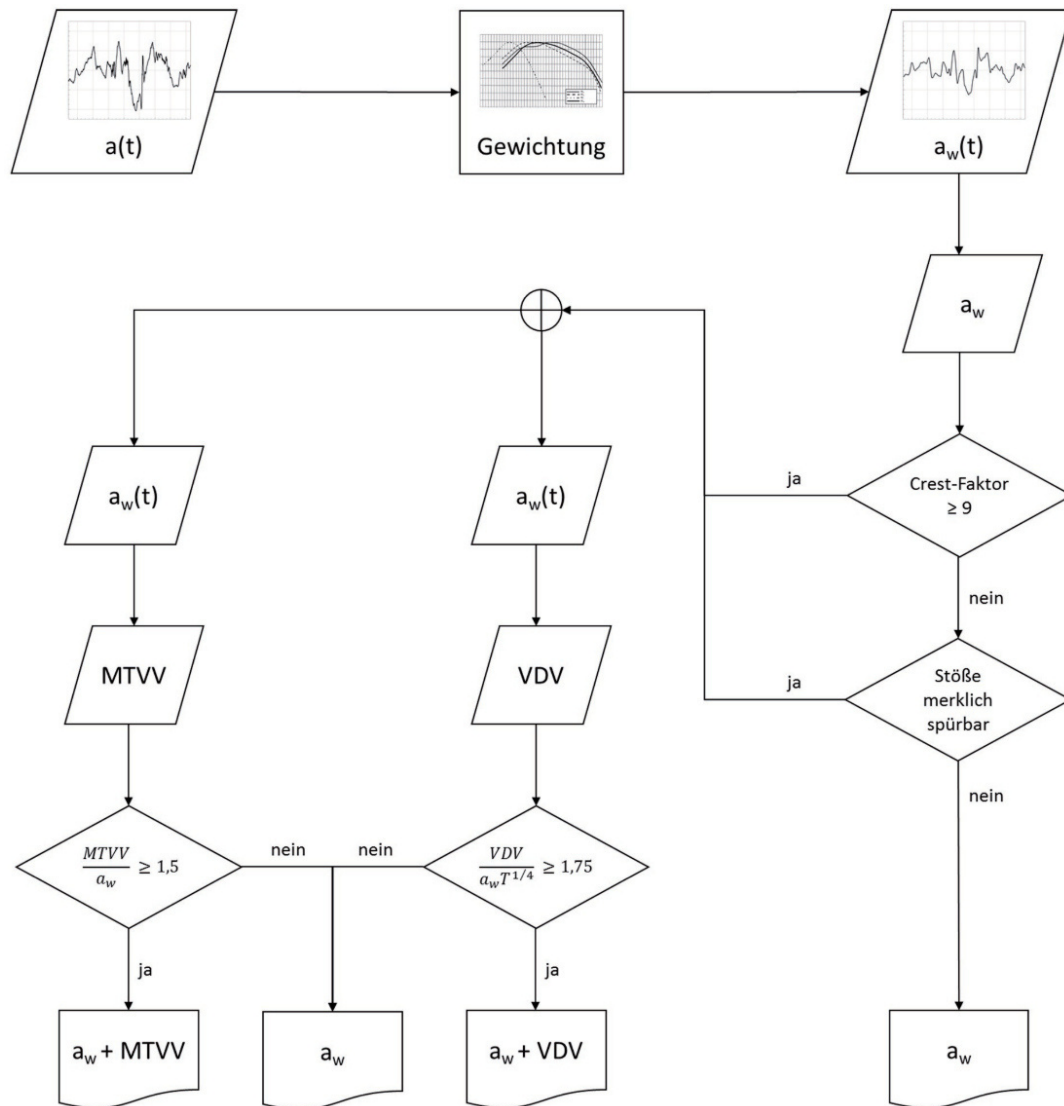 a(t)
Gewichtung
a_w(t)
a_w
Crest-Faktor
≥ 9
ja
nein
Stöße
merklich
spürbar
ja
nein
a_w(t)
a_w(t)
MTVV
VDV
MTVV/a_w ≥ 1,5
nein
nein
VDV/a_wT^1/4 ≥ 1,75
ja
ja
a_w + MTVV
a_w
a_w + VDV
a_w